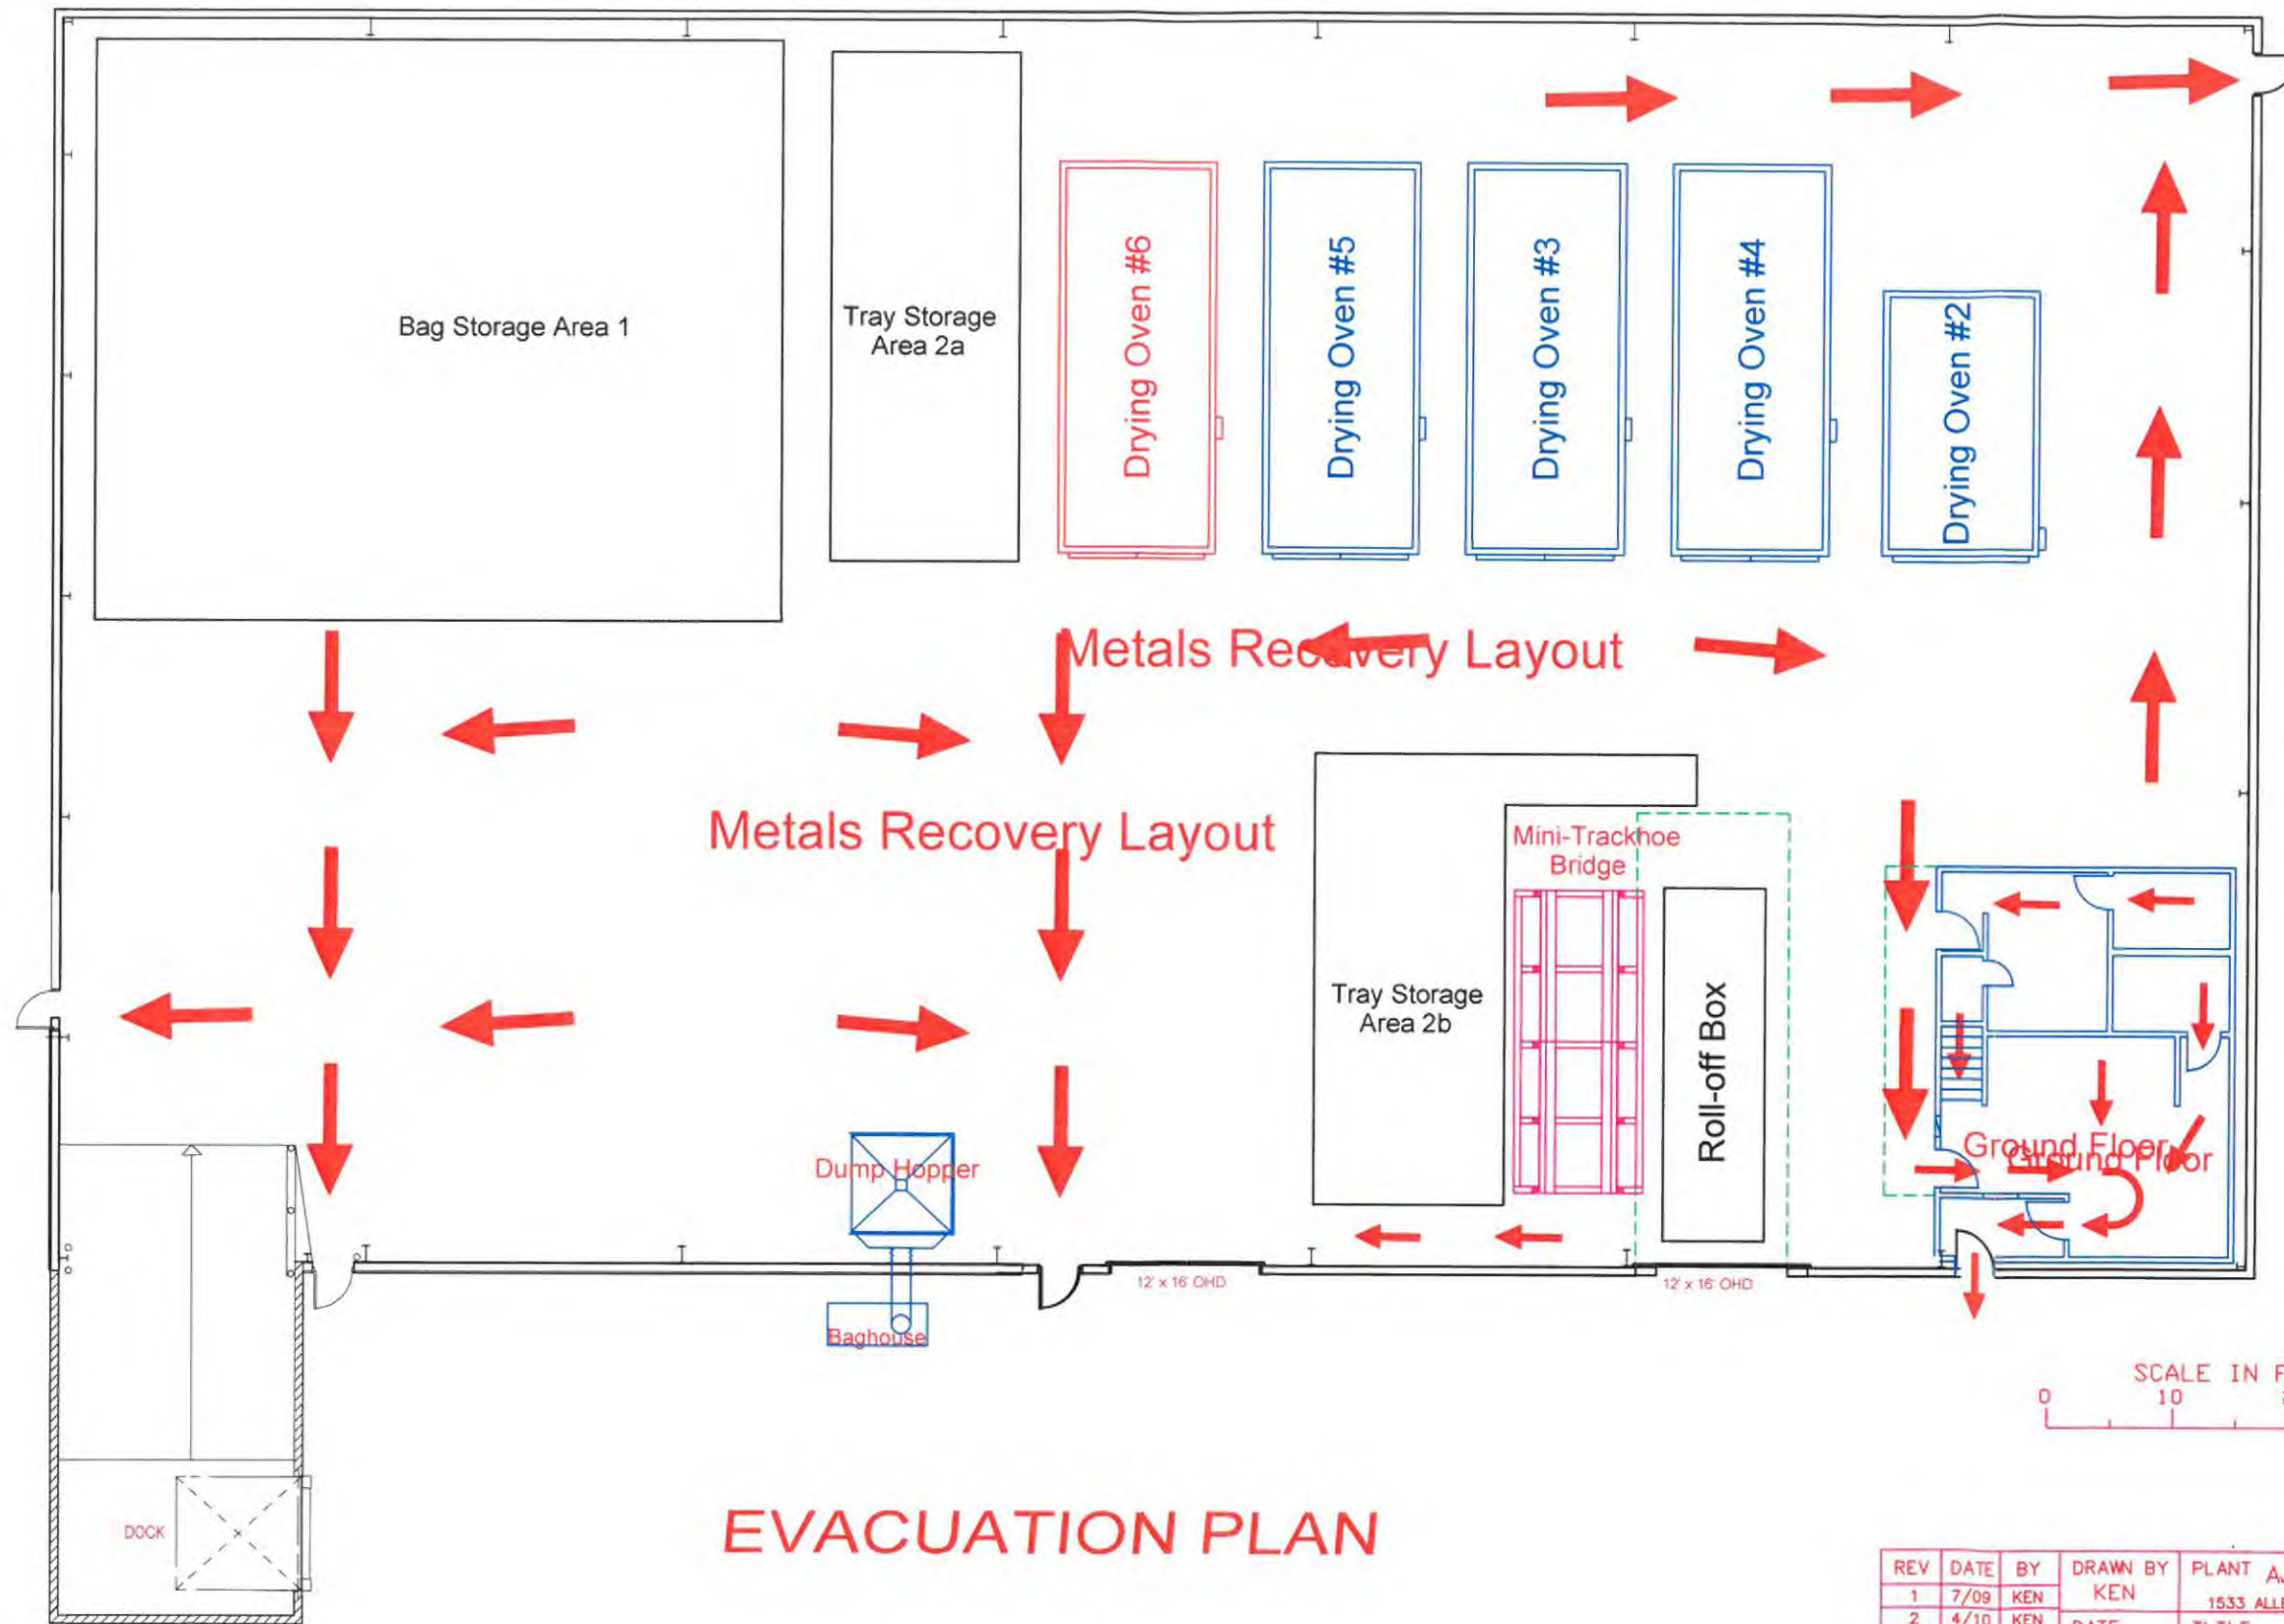 Bag Storage Area 1
Tray Storage
Area 2a
Drying Oven #6
Drying Oven #5
Drying Oven #3
Drying Oven #4
Drying Oven #2
Metals Recovery Layout
Metals Recovery Layout
Mini-Trackhoe
Bridge
Tray Storage
Area 2b
Roll-off Box
Ground Floor
Ground Floor
Dump Hopper
12' x 16' OHD
12' x 16' OHD
Baghouse
SCALE IN
0 10
DOCK
EVACUATION PLAN
REV DATE BY DRAWN BY PLANT
1 7/09 KEN KEN 1533
2 4/10 KEN DATE TITLE